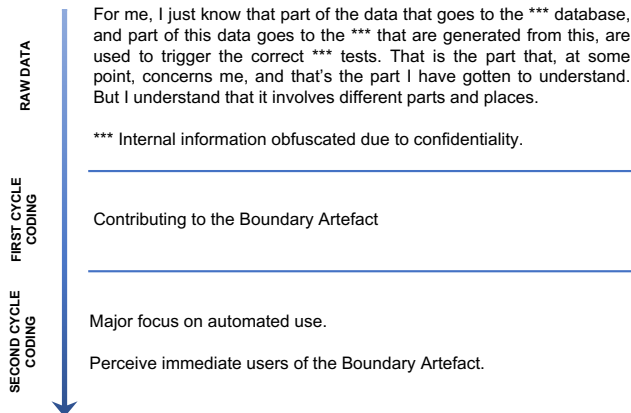 RAW DATA
For me, I just know that part of the data that goes to the *** database,
and part of this data goes to the *** that are generated from this, are
used to trigger the correct *** tests. That is the part that, at some
point, concerns me, and that's the part I have gotten to understand.
But I understand that it involves different parts and places.
*** Internal information obfuscated due to confidentiality.
FIRST CYCLE
CODING
Contributing to the Boundary Artefact
SECOND CYCLE
CODING
Major focus on automated use.
Perceive immediate users of the Boundary Artefact.